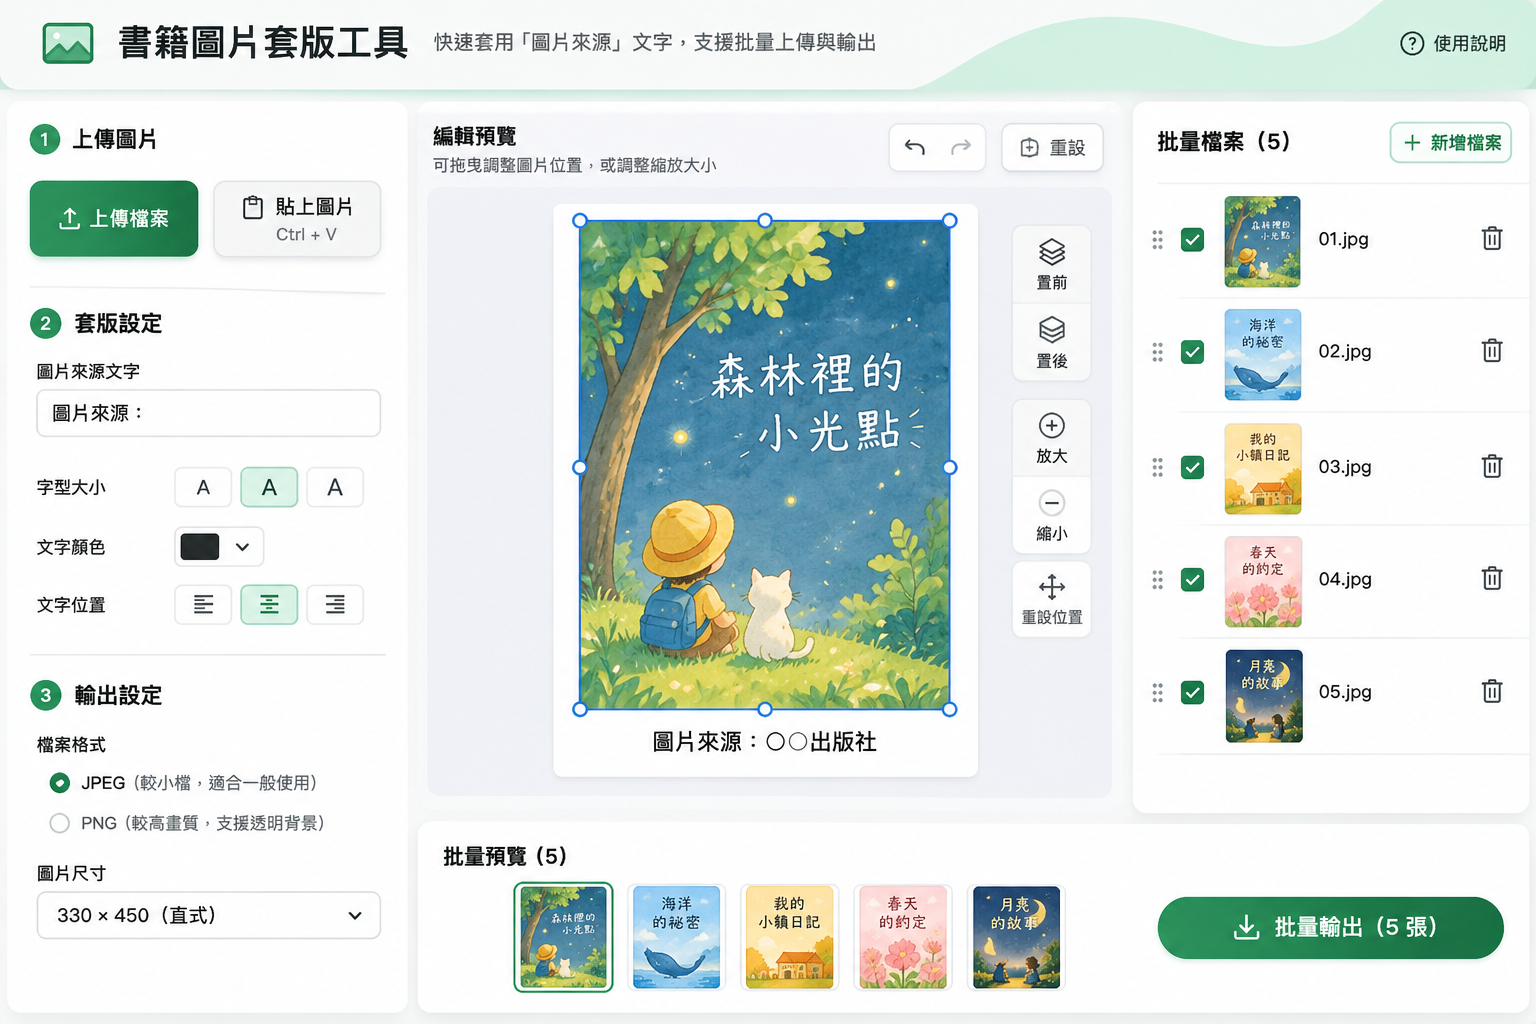 書籍圖片套版工具
快速套用「圖片來源」文字，支援批量上傳與輸出
使用說明
1 上傳圖片
上傳檔案
貼上圖片
Ctrl + V
2 套版設定
圖片來源文字
圖片來源：
字型大小
A A A
文字顏色
文字位置
3 輸出設定
檔案格式
JPEG（較小檔，適合一般使用）
PNG（較高畫質，支援透明背景）
圖片尺寸
330 × 450（直式）
編輯預覽
可拖曳調整圖片位置，或調整縮放大小
重設
森林裡的
小光點
圖片來源：○○出版社
置前
置後
放大
縮小
重設位置
批量檔案（5）
新增檔案
小光點
01.jpg
海洋
的祕密
02.jpg
我的
小鎮日記
03.jpg
春天
的約定
04.jpg
月亮
的故事
05.jpg
批量預覽（5）
森林裡的
小光點
海洋
的祕密
我的
小鎮日記
春天
的約定
月亮
的故事
批量輸出（5 張）